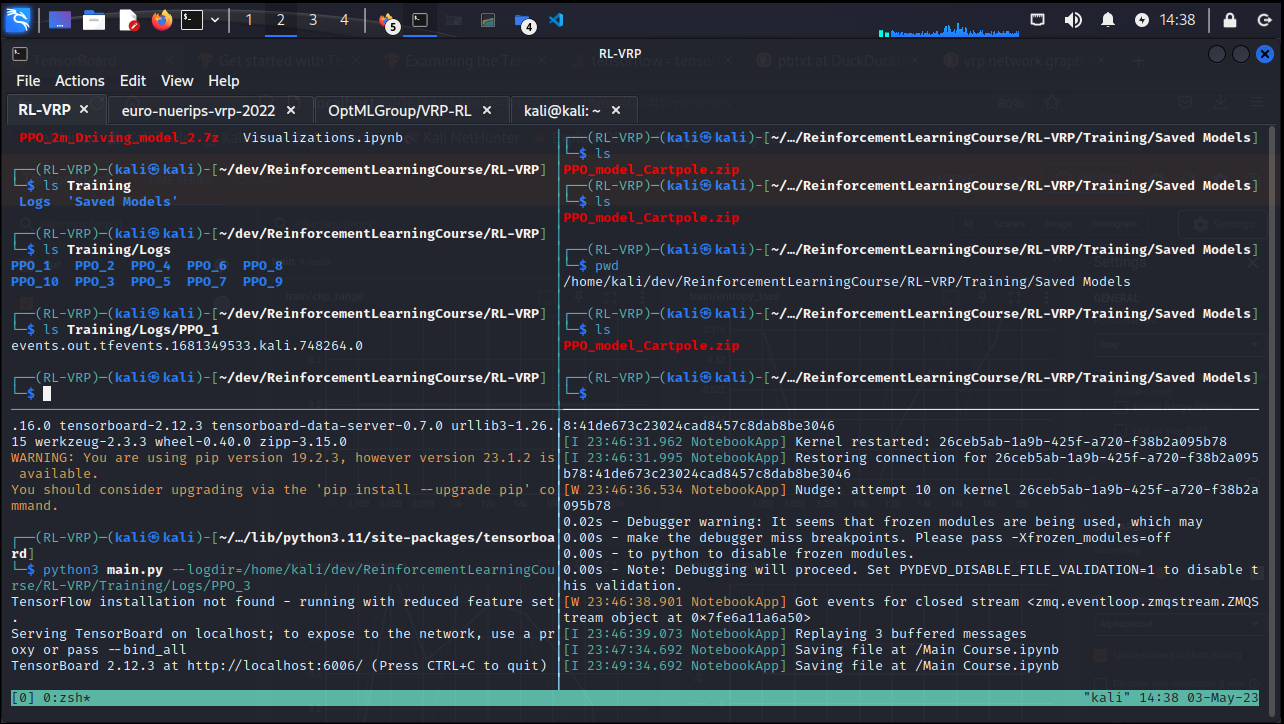 1 2 3 4 5 4 14:38
RL-VRP
File Actions Edit View Help
RL-VRP × euro-nuerips-vrp-2022 × OptMLGroup/VRP-RL × kali@kali: ~ ×
PPO_2m_Driving_model_2.7z Visualizations.ipynb
┌──(RL-VRP)─(kali㉿kali)-[~/dev/ReinforcementLearningCourse/RL-VRP]
└─$ ls Training
Logs 'Saved Models'
┌──(RL-VRP)─(kali㉿kali)-[~/dev/ReinforcementLearningCourse/RL-VRP]
└─$ ls Training/Logs
PPO_1 PPO_2 PPO_4 PPO_6 PPO_8
PPO_10 PPO_3 PPO_5 PPO_7 PPO_9
┌──(RL-VRP)─(kali㉿kali)-[~/dev/ReinforcementLearningCourse/RL-VRP]
└─$ ls Training/Logs/PPO_1
events.out.tfevents.1681349533.kali.748264.0
┌──(RL-VRP)─(kali㉿kali)-[~/dev/ReinforcementLearningCourse/RL-VRP]
└─$
┌──(RL-VRP)─(kali㉿kali)-[~/…/ReinforcementLearningCourse/RL-VRP/Training/Saved Models]
└─$ ls
PPO_model_Cartpole.zip
┌──(RL-VRP)─(kali㉿kali)-[~/…/ReinforcementLearningCourse/RL-VRP/Training/Saved Models]
└─$ ls
PPO_model_Cartpole.zip
┌──(RL-VRP)─(kali㉿kali)-[~/…/ReinforcementLearningCourse/RL-VRP/Training/Saved Models]
└─$ pwd
/home/kali/dev/ReinforcementLearningCourse/RL-VRP/Training/Saved Models
┌──(RL-VRP)─(kali㉿kali)-[~/…/ReinforcementLearningCourse/RL-VRP/Training/Saved Models]
└─$ ls
PPO_model_Cartpole.zip
┌──(RL-VRP)─(kali㉿kali)-[~/…/ReinforcementLearningCourse/RL-VRP/Training/Saved Models]
└─$
.16.0 tensorboard-2.12.3 tensorboard-data-server-0.7.0 urllib3-1.26.
15 werkzeug-2.3.3 wheel-0.40.0 zipp-3.15.0
WARNING: You are using pip version 19.2.3, however version 23.1.2 is
available.
You should consider upgrading via the 'pip install --upgrade pip' co
mmand.
┌──(RL-VRP)─(kali㉿kali)-[~/…/lib/python3.11/site-packages/tensorboa
rd]
└─$ python3 main.py --logdir=/home/kali/dev/ReinforcementLearningCou
rse/RL-VRP/Training/Logs/PPO_3
TensorFlow installation not found - running with reduced feature set
.
Serving TensorBoard on localhost; to expose to the network, use a pr
oxy or pass --bind_all
TensorBoard 2.12.3 at http://localhost:6006/ (Press CTRL+C to quit)
8:41de673c23024cad8457c8dab8be3046
[I 23:46:31.962 NotebookApp] Kernel restarted: 26ceb5ab-1a9b-425f-a720-f38b2a095b78
[I 23:46:31.995 NotebookApp] Restoring connection for 26ceb5ab-1a9b-425f-a720-f38b2a095
b78:41de673c23024cad8457c8dab8be3046
[W 23:46:36.534 NotebookApp] Nudge: attempt 10 on kernel 26ceb5ab-1a9b-425f-a720-f38b2a
095b78
0.02s - Debugger warning: It seems that frozen modules are being used, which may
0.00s - make the debugger miss breakpoints. Please pass -Xfrozen_modules=off
0.00s - to python to disable frozen modules.
0.00s - Note: Debugging will proceed. Set PYDEVD_DISABLE_FILE_VALIDATION=1 to disable t
his validation.
[W 23:46:38.901 NotebookApp] Got events for closed stream <zmq.eventloop.zmqstream.ZMQS
tream object at 0×7fe6a11a6a50>
[I 23:46:39.073 NotebookApp] Replaying 3 buffered messages
[I 23:47:34.692 NotebookApp] Saving file at /Main Course.ipynb
[I 23:49:34.692 NotebookApp] Saving file at /Main Course.ipynb
[0] 0:zsh* "kali" 14:38 03-May-23